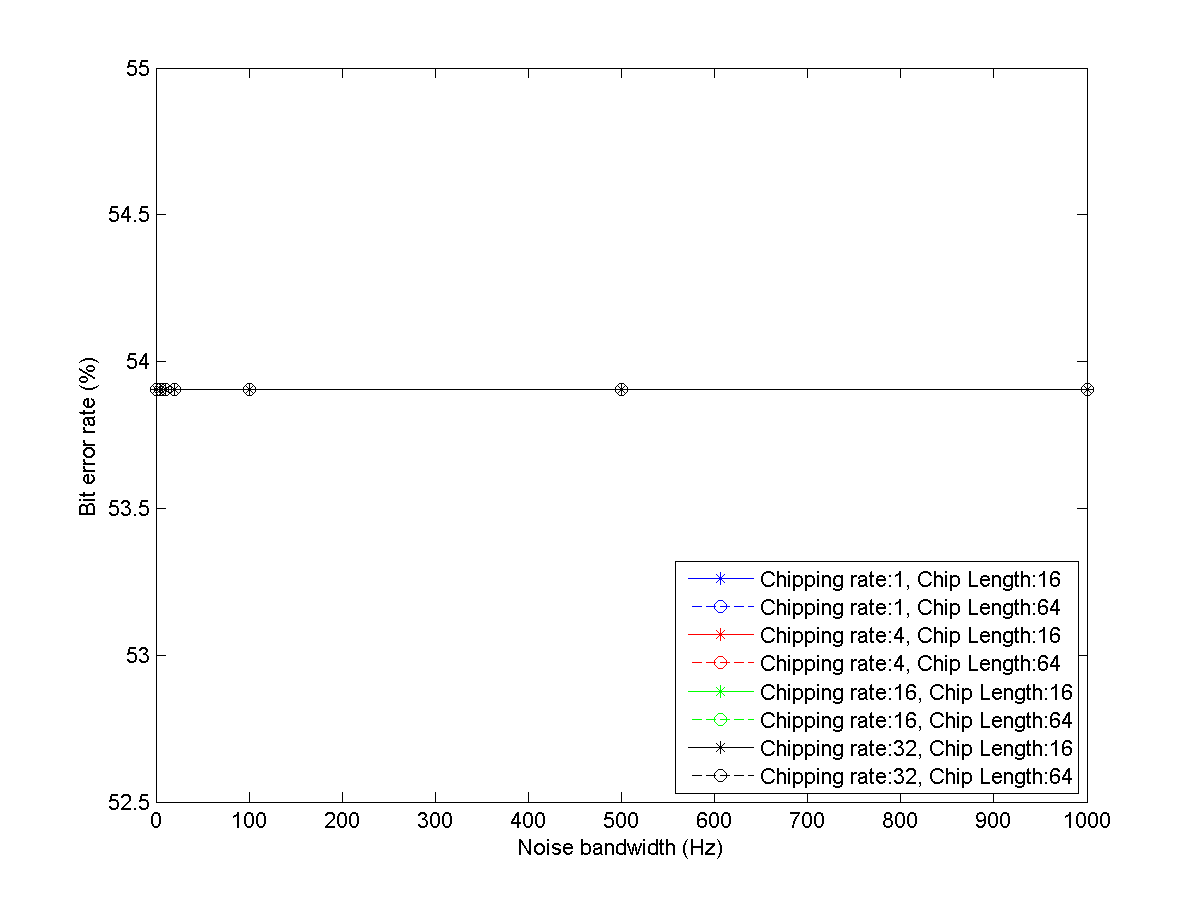 55
54.5
54
53.5
53
52.5
Bit error rate (%)
Chipping rate:1, Chip Length:16
Chipping rate:1, Chip Length:64
Chipping rate:4, Chip Length:16
Chipping rate:4, Chip Length:64
Chipping rate:16, Chip Length:16
Chipping rate:16, Chip Length:64
Chipping rate:32, Chip Length:16
Chipping rate:32, Chip Length:64
0 100 200 300 400 500 600 700 800 900 1000
Noise bandwidth (Hz)